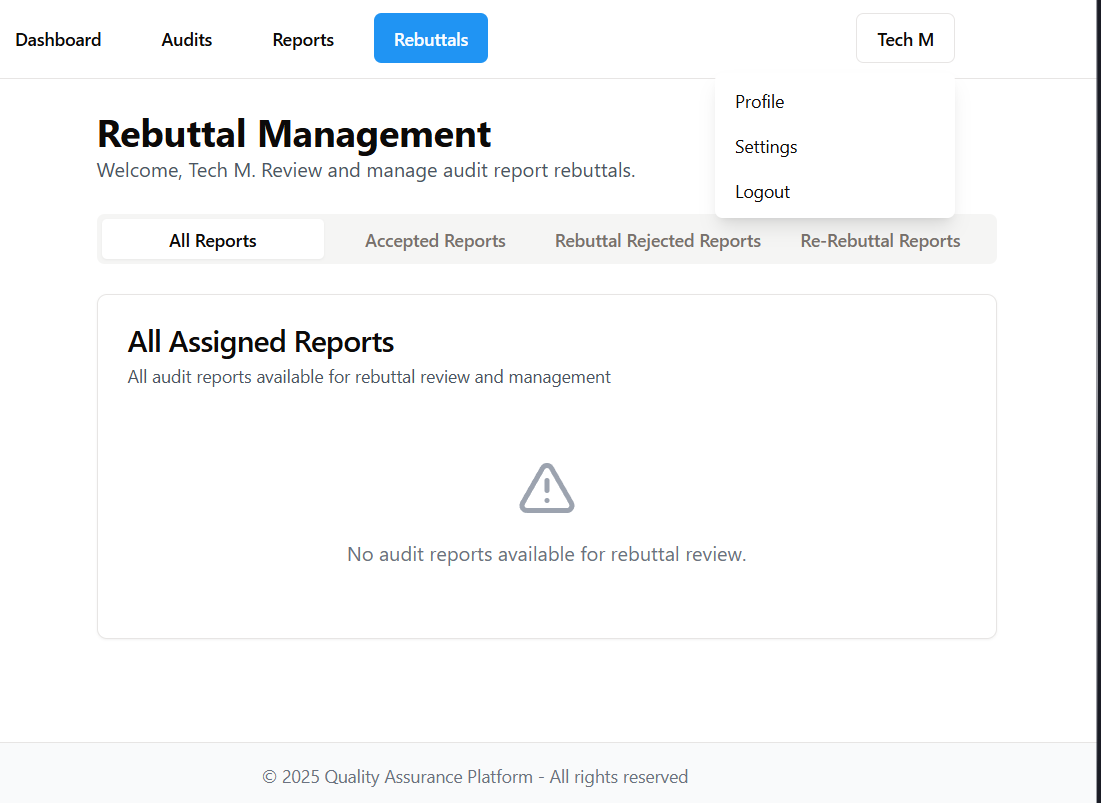 Dashboard Audits Reports Rebuttals Tech M
Profile
Settings
Logout
Rebuttal Management
Welcome, Tech M. Review and manage audit report rebuttals.
All Reports Accepted Reports Rebuttal Rejected Reports Re-Rebuttal Reports
All Assigned Reports
All audit reports available for rebuttal review and management
No audit reports available for rebuttal review.
© 2025 Quality Assurance Platform - All rights reserved